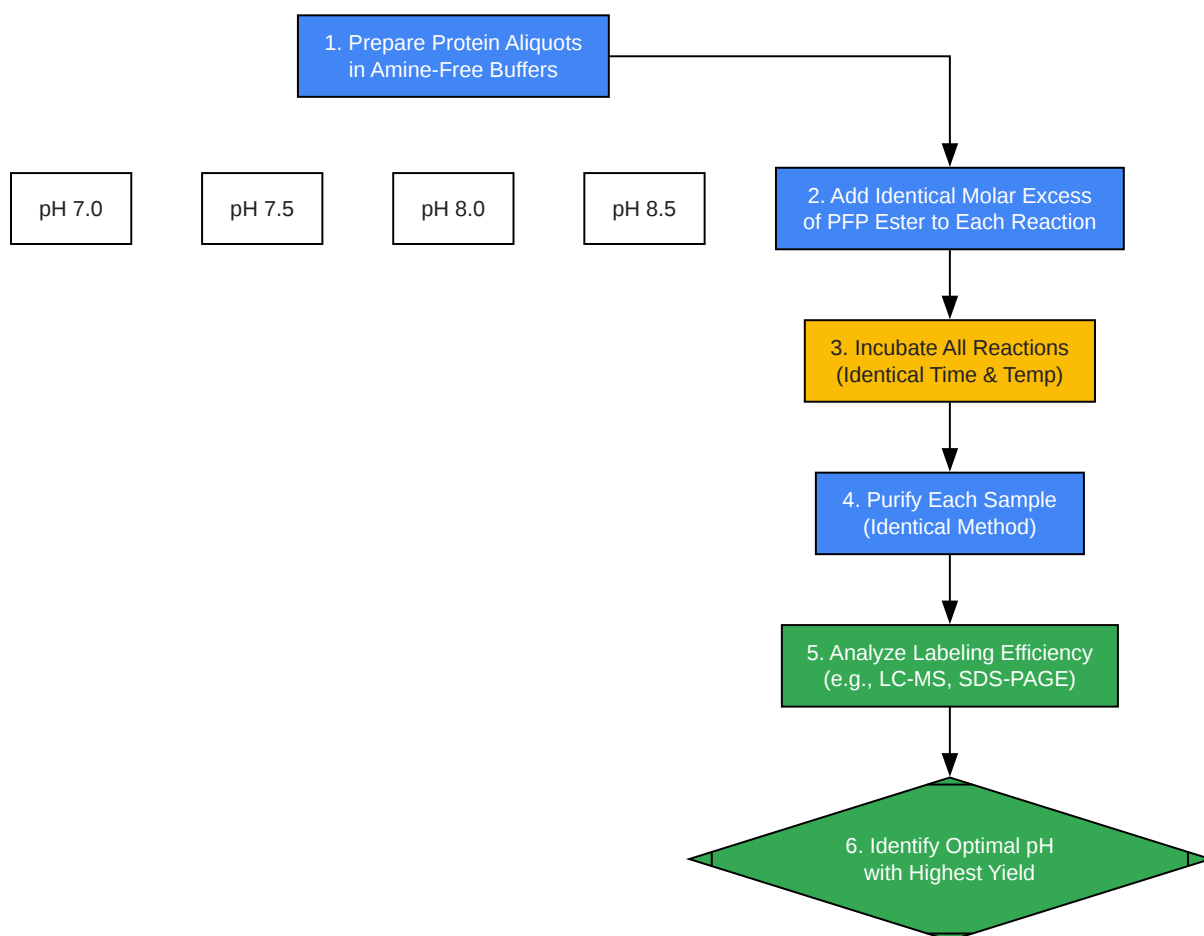 1. Prepare Protein Aliquots
in Amine-Free Buffers
pH 7.0
pH 7.5
pH 8.0
pH 8.5
2. Add Identical Molar Excess
of PFP Ester to Each Reaction
3. Incubate All Reactions
(Identical Time & Temp)
4. Purify Each Sample
(Identical Method)
5. Analyze Labeling Efficiency
(e.g., LC-MS, SDS-PAGE)
6. Identify Optimal pH
with Highest Yield